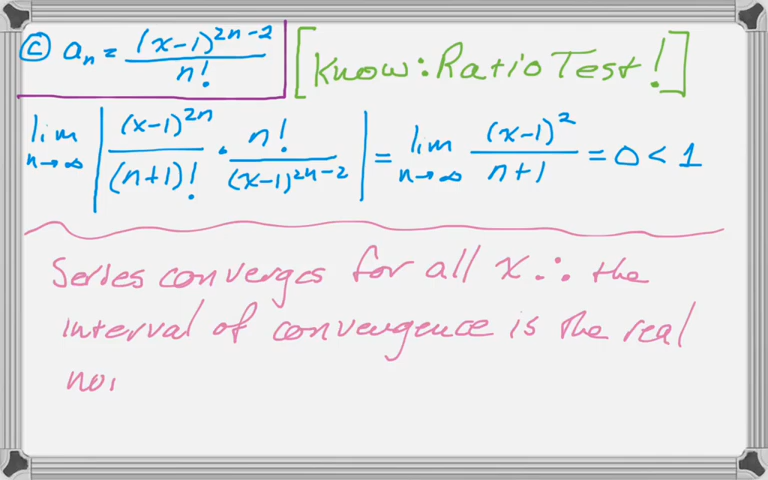 Ⓒ aₙ = (x-1)^{2n-2} / n! [Know: Ratio Test!]
lim n→∞ | (x-1)^{2n} / (n+1)! · n! / (x-1)^{2n-2} | = lim n→∞ (x-1)^2 / n+1 = 0 < 1
Series converges for all x ∴ the
interval of convergence is the real